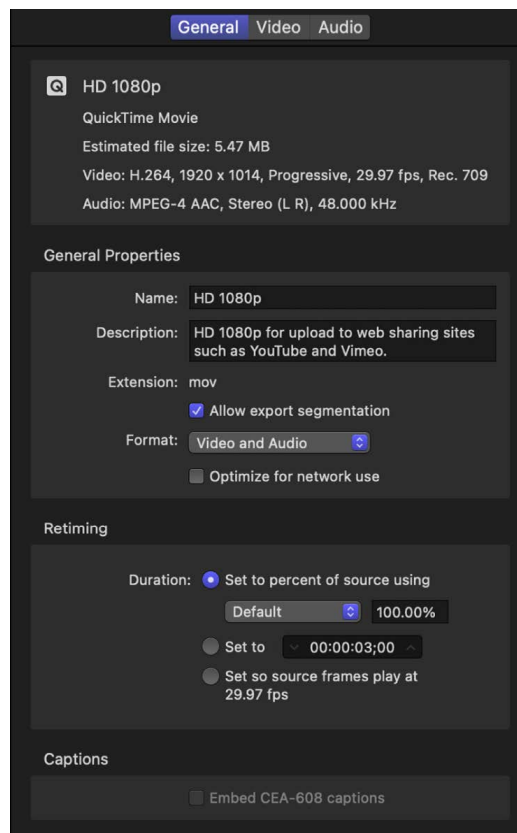 General Video Audio
HD 1080p
QuickTime Movie
Estimated file size: 5.47 MB
Video: H.264, 1920 x 1014, Progressive, 29.97 fps, Rec. 709
Audio: MPEG-4 AAC, Stereo (L R), 48.000 kHz
General Properties
Name: HD 1080p
Description: HD 1080p for upload to web sharing sites
such as YouTube and Vimeo.
Extension: mov
Allow export segmentation
Format: Video and Audio
Optimize for network use
Retiming
Duration: Set to percent of source using
Default 100.00%
Set to 00:00:03;00
Set so source frames play at
29.97 fps
Captions
Embed CEA-608 captions